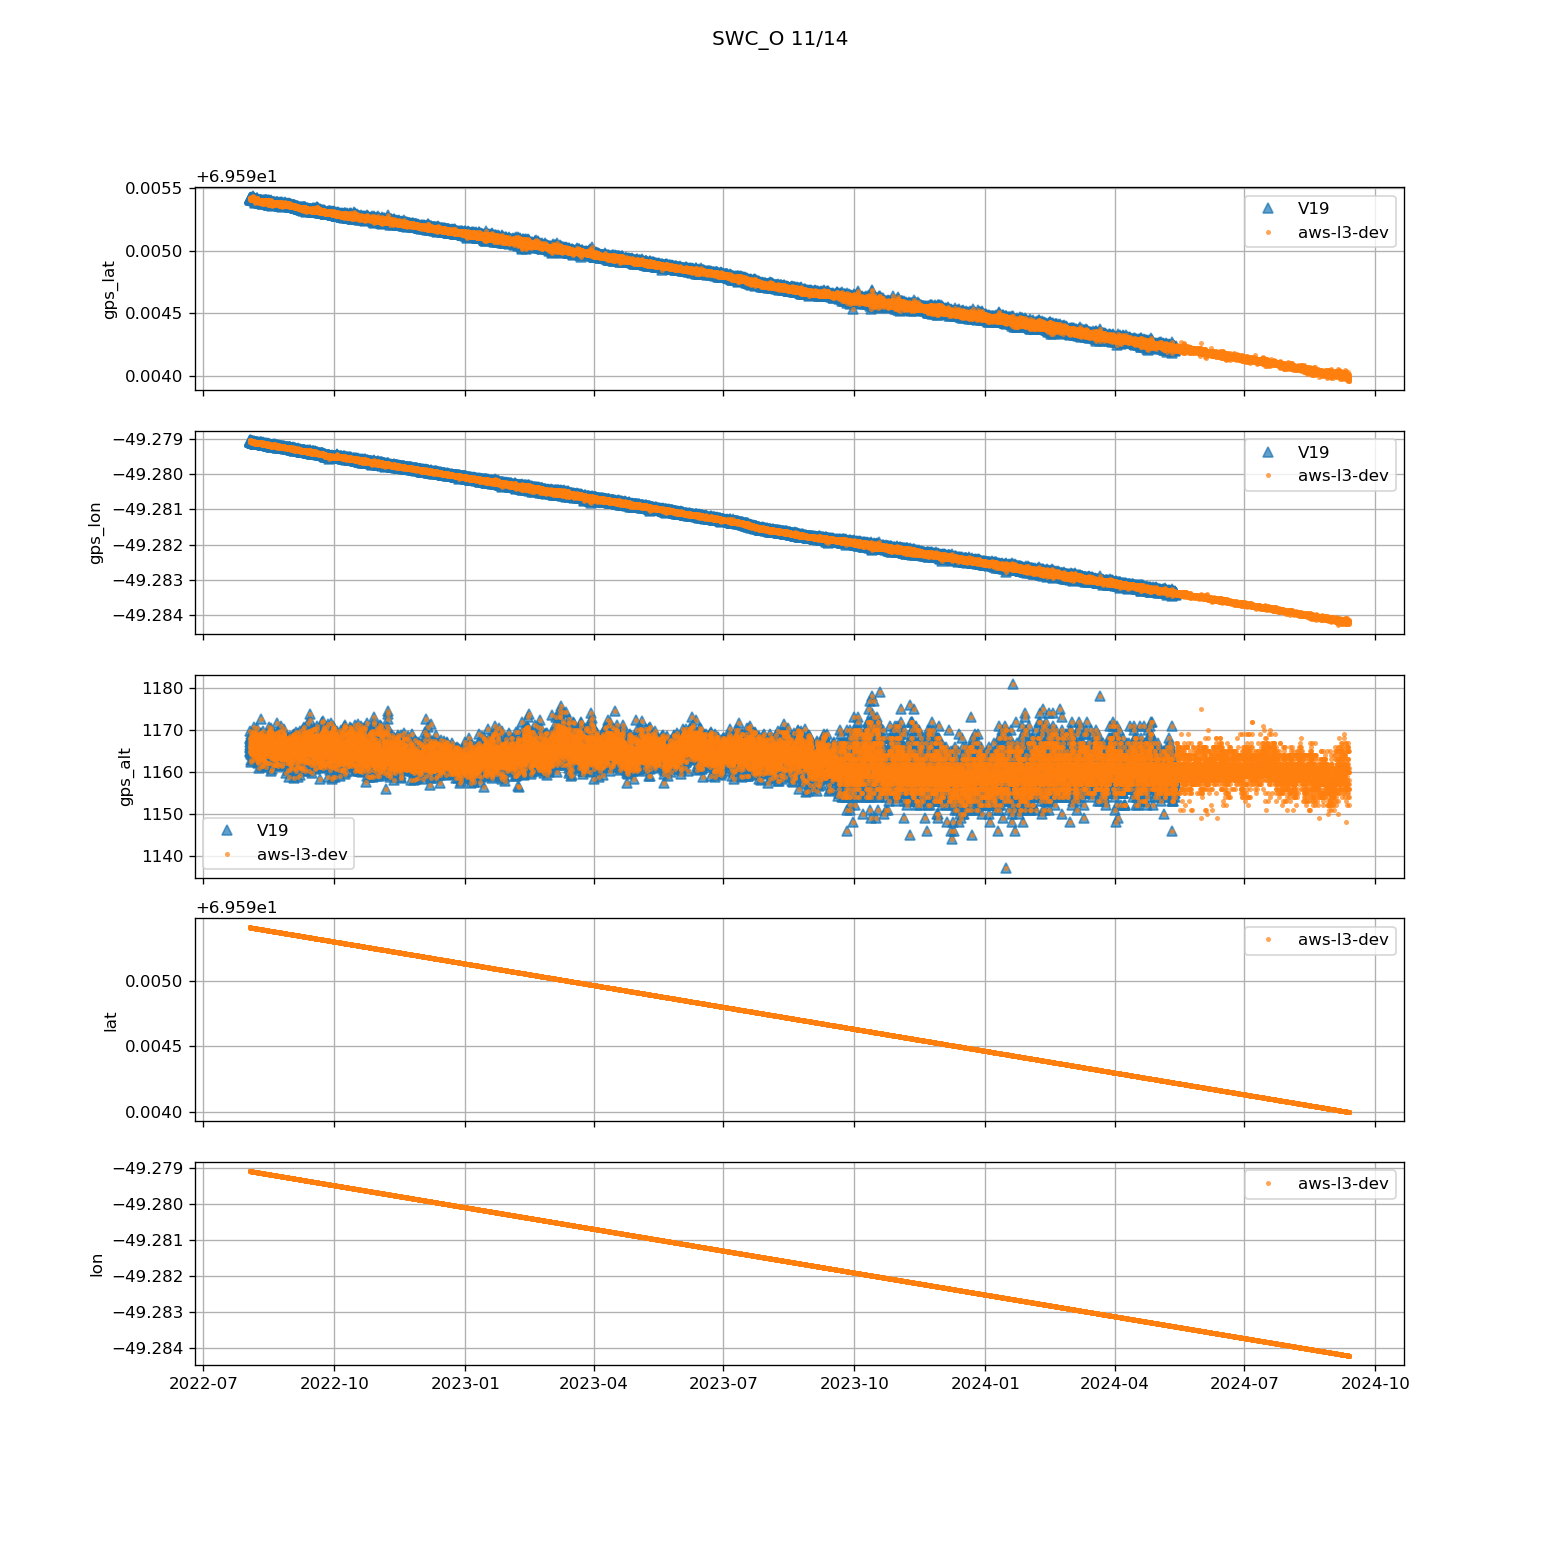 SWC_O 11/14
+6.959e1
0.0055
0.0050
0.0045
0.0040
gps_lat
V19
aws-l3-dev
−49.279
−49.280
−49.281
−49.282
−49.283
−49.284
gps_lon
V19
aws-l3-dev
1180
1170
1160
1150
1140
gps_alt
V19
aws-l3-dev
+6.959e1
0.0050
0.0045
0.0040
lat
aws-l3-dev
−49.279
−49.280
−49.281
−49.282
−49.283
−49.284
lon
aws-l3-dev
2022-07 2022-10 2023-01 2023-04 2023-07 2023-10 2024-01 2024-04 2024-07 2024-10